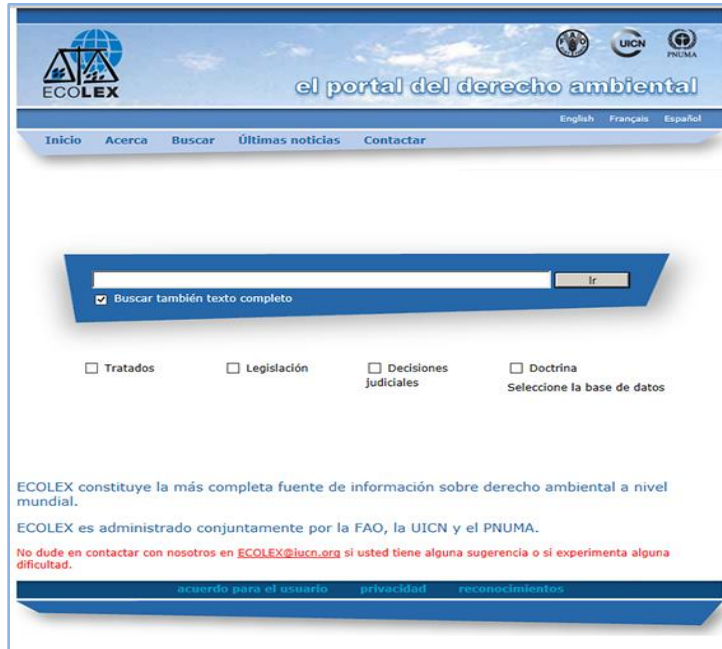 FAO
UICN
PNUMA
ECOLEX
el portal del derecho ambiental
English Français Español
Inicio Acerca Buscar Últimas noticias Contactar
Ir
Buscar también texto completo
Tratados Legislación Decisiones judiciales Doctrina
Seleccione la base de datos
ECOLEX constituye la más completa fuente de información sobre derecho ambiental a nivel
mundial.
ECOLEX es administrado conjuntamente por la FAO, la UICN y el PNUMA.
No dude en contactar con nosotros en ECOLEX@iucn.org si usted tiene alguna sugerencia o si experimenta alguna
dificultad.
acuerdo para el usuario privacidad reconocimientos